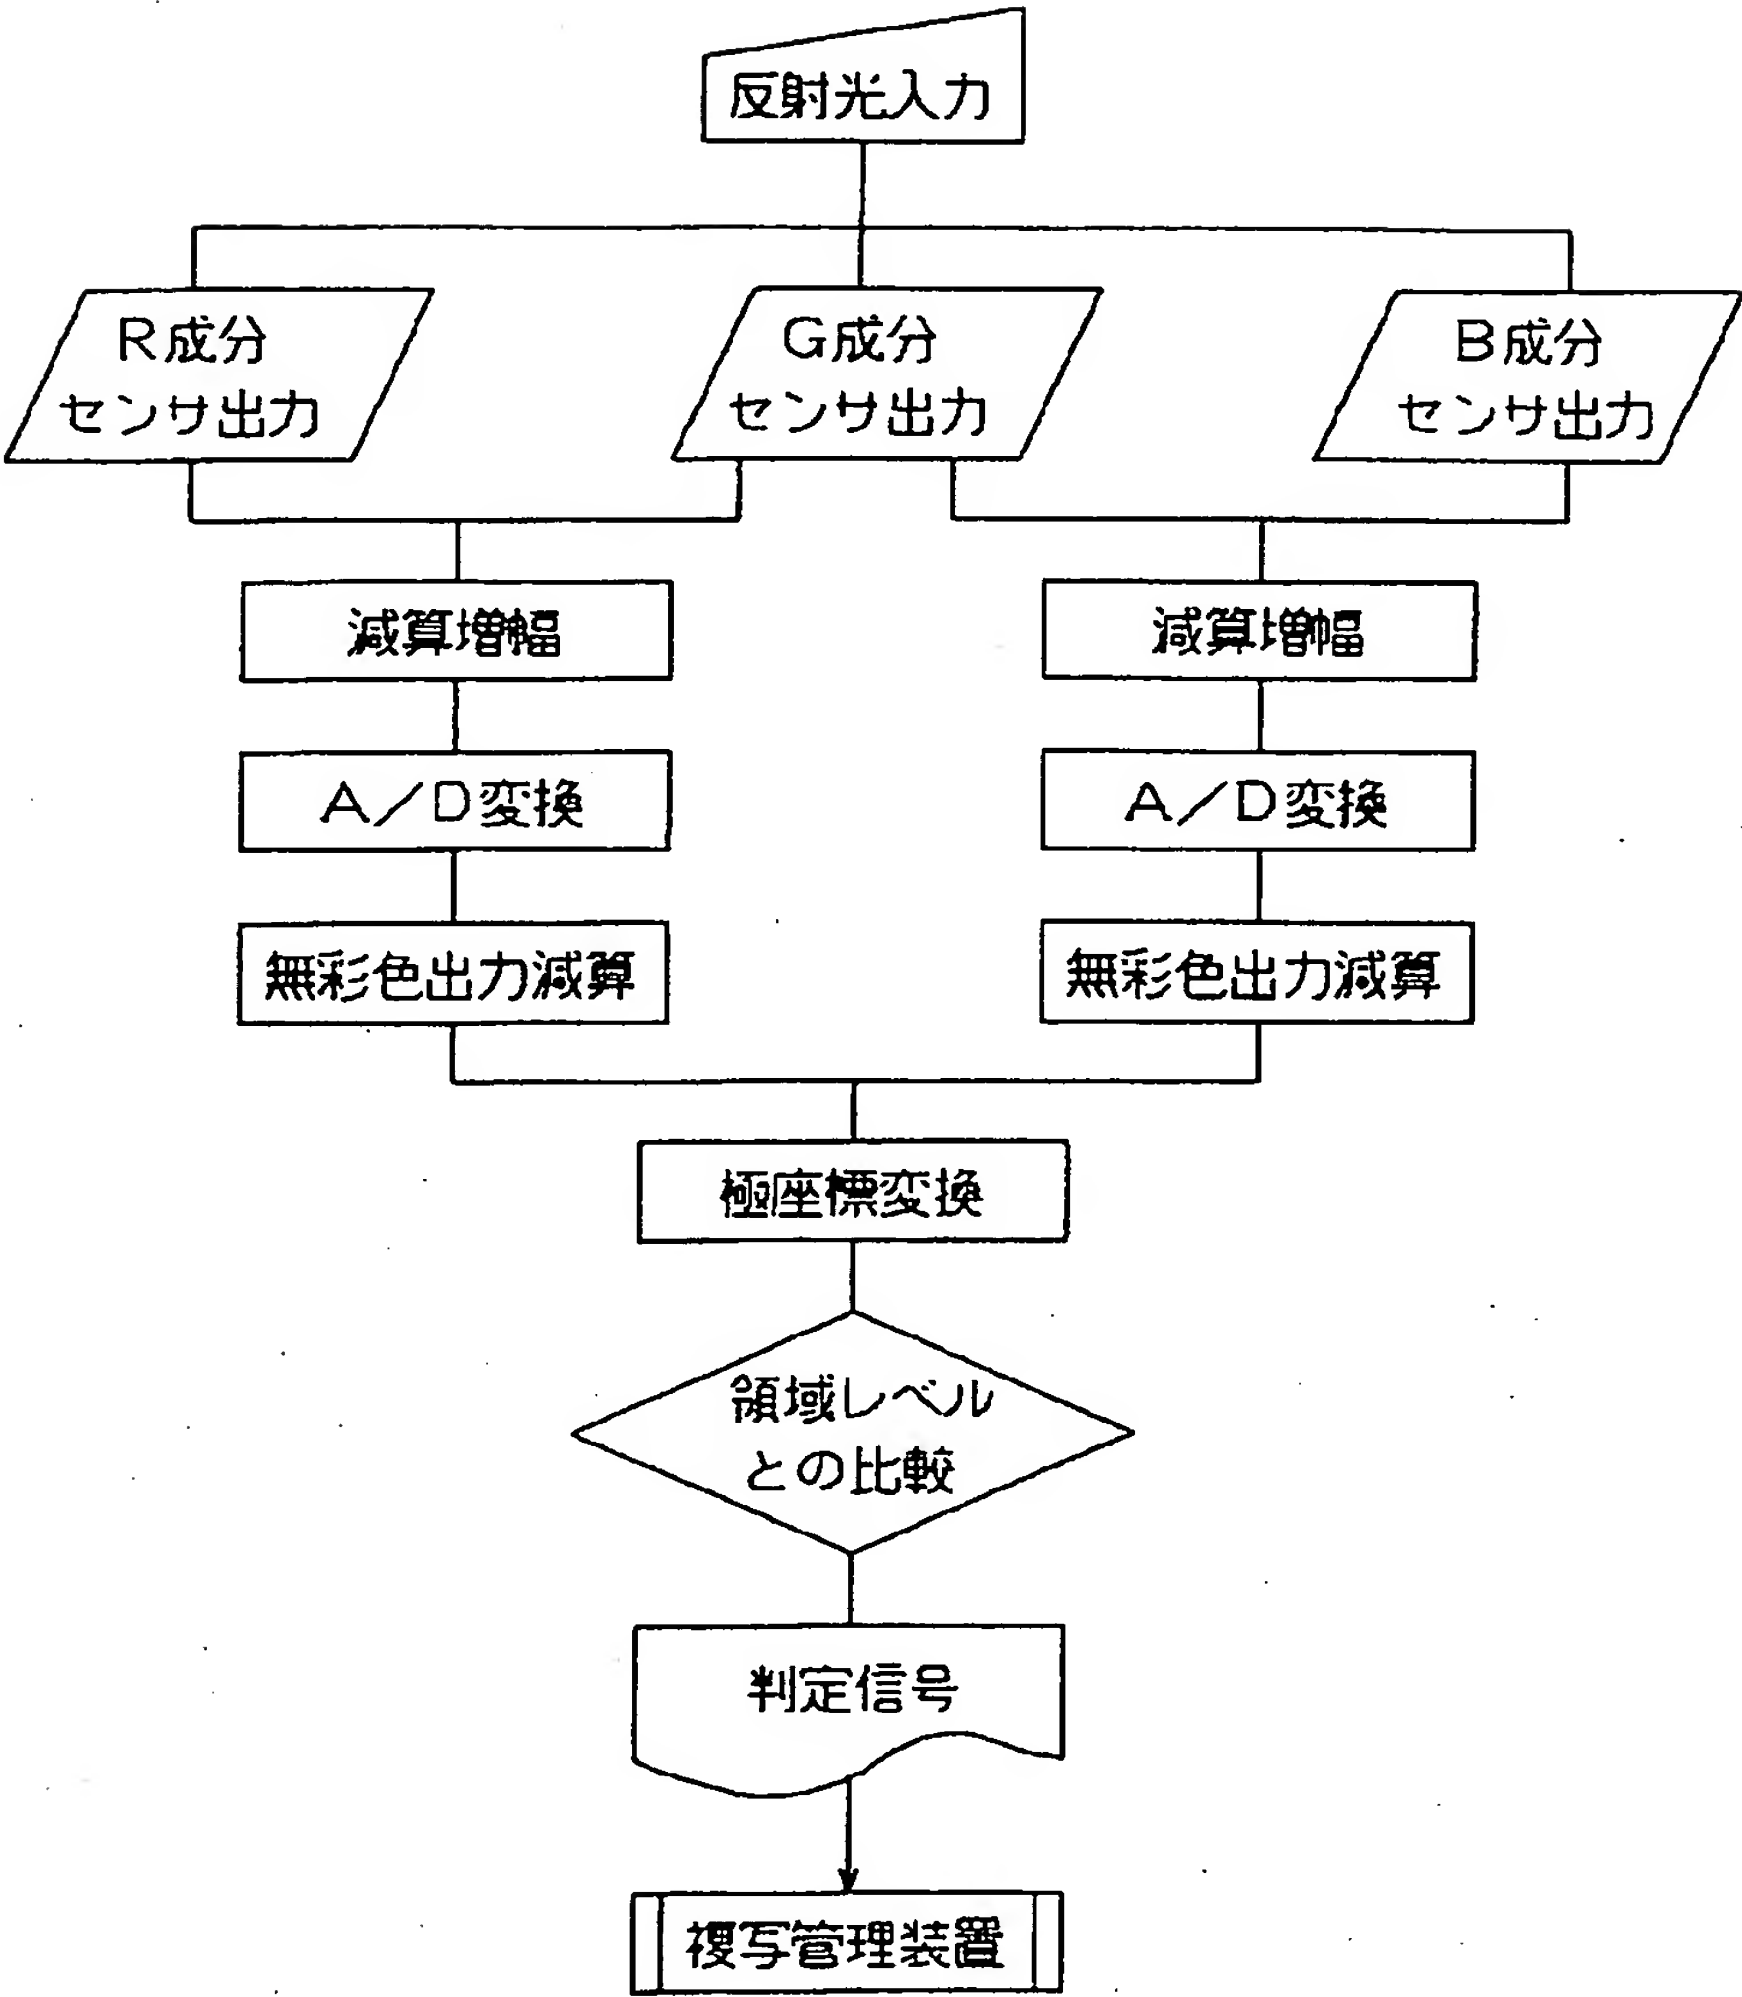 反射光入力
R成分
センサ出力
G成分
センサ出力
B成分
センサ出力
減算増幅
減算増幅
A/D変換
A/D変換
無彩色出力減算
無彩色出力減算
極座標変換
領域レベル
との比較
判定信号
複写管理装置